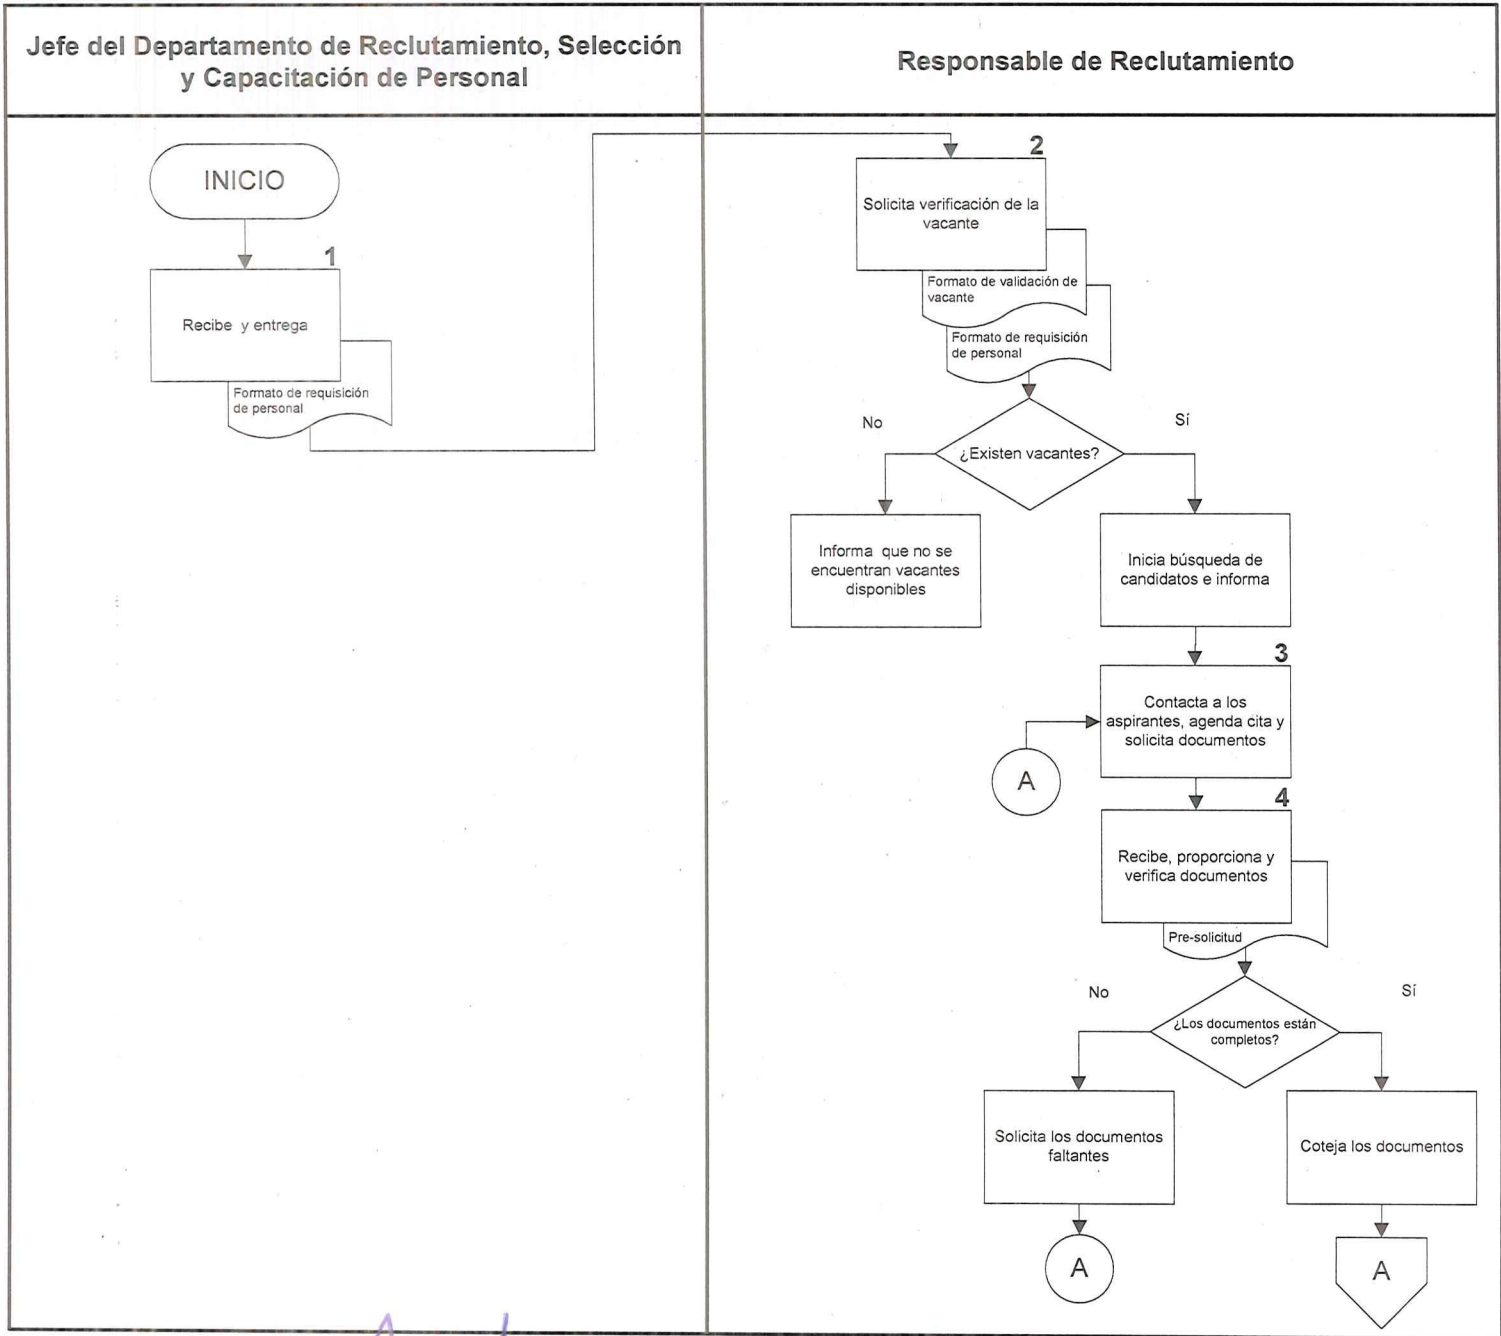 Jefe del Departamento de Reclutamiento, Selección
y Capacitación de Personal
Responsable de Reclutamiento
INICIO
1
Recibe y entrega
Formato de requisición
de personal
2
Solicita verificación de la
vacante
Formato de validación de
vacante
Formato de requisición
de personal
No
Sí
¿Existen vacantes?
Informa que no se
encuentran vacantes
disponibles
Inicia búsqueda de
candidatos e informa
3
Contacta a los
aspirantes, agenda cita y
solicita documentos
A
4
Recibe, proporciona y
verifica documentos
Pre-solicitud
No
Sí
¿Los documentos están
completos?
Solicita los documentos
faltantes
Coteja los documentos
A
A